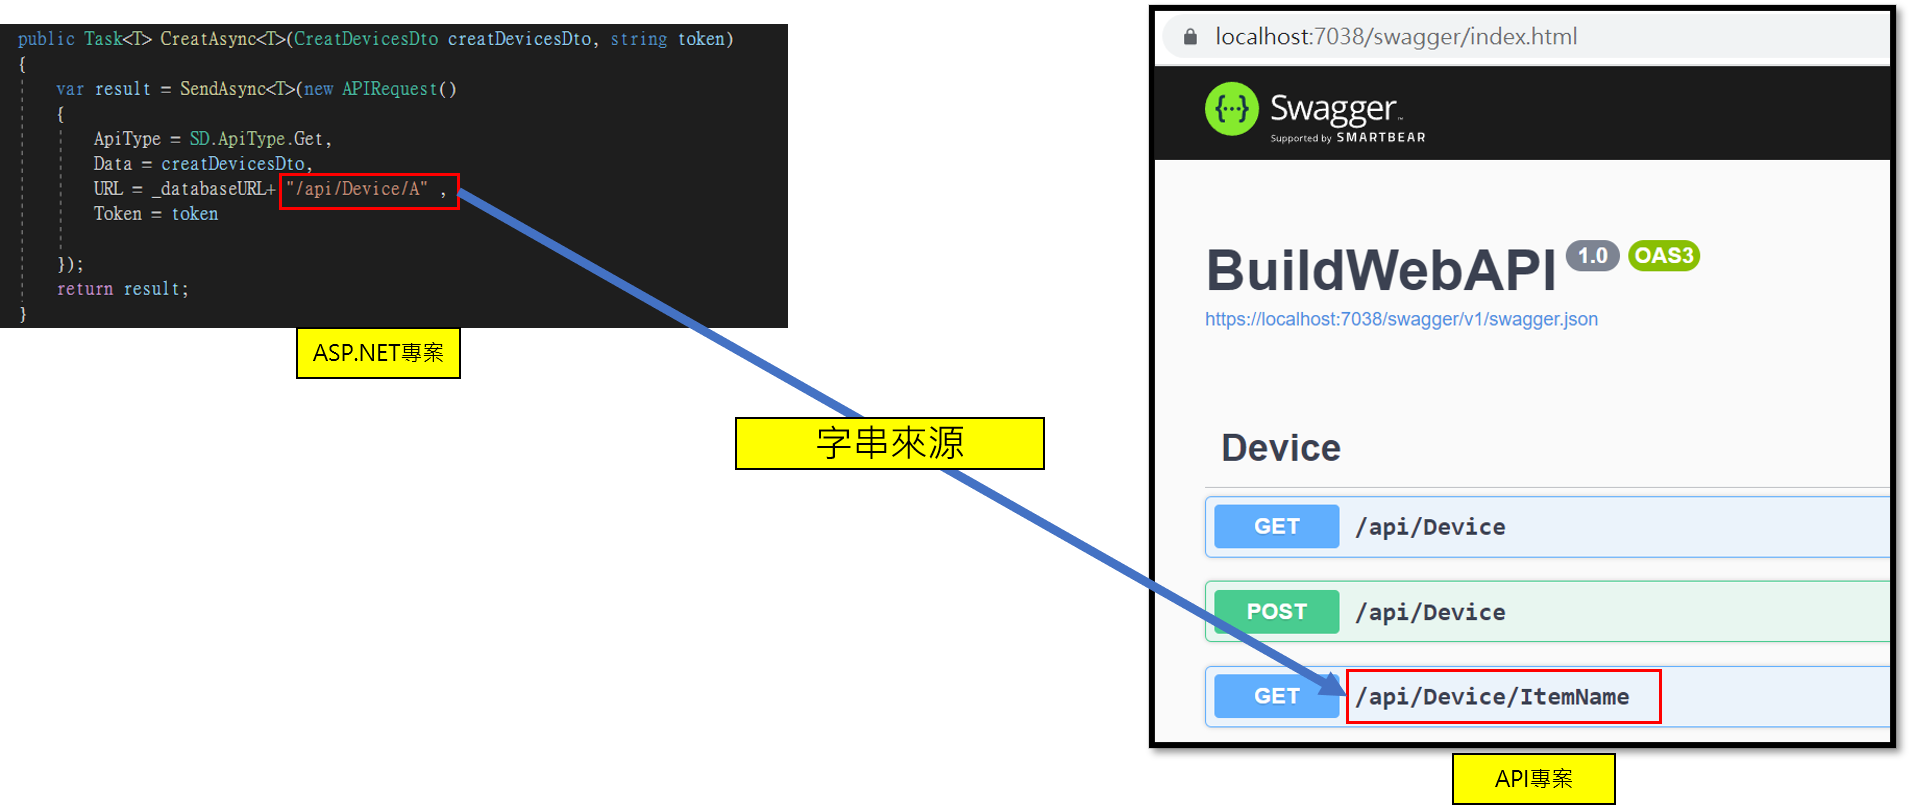 public Task<T> CreatAsync<T>(CreatDevicesDto creatDevicesDto, string token)
{
var result = SendAsync<T>(new APIRequest()
{
ApiType = SD.ApiType.Get,
Data = creatDevicesDto,
URL = _databaseURL+ "/api/Device/A" ,
Token = token
});
return result;
}
ASP.NET專案
字串來源
localhost:7038/swagger/index.html
{···} Swagger
Supported by SMARTBEAR
BuildWebAPI 1.0 OAS3
https://localhost:7038/swagger/v1/swagger.json
Device
GET /api/Device
POST /api/Device
GET /api/Device/ItemName
API專案